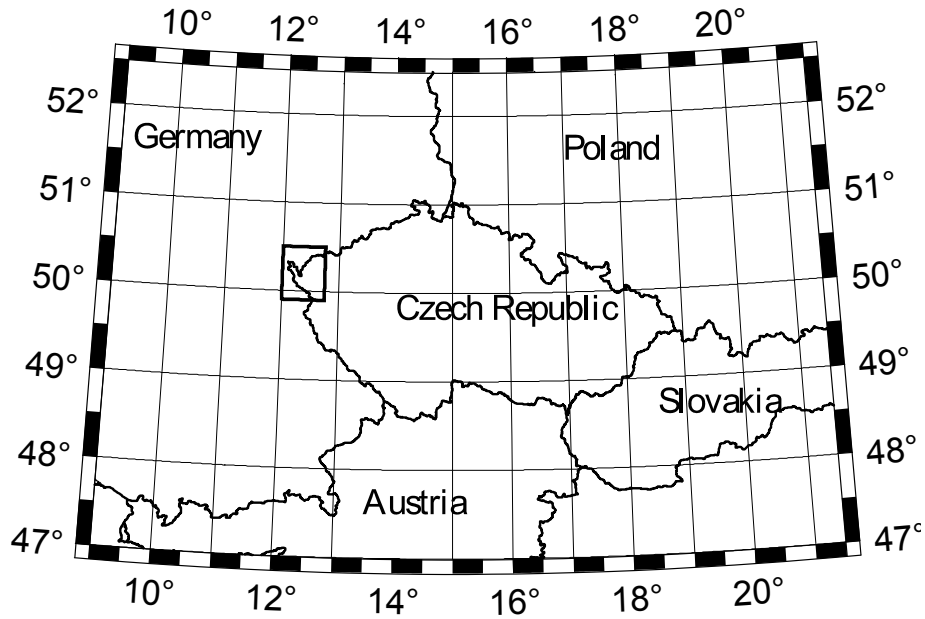 10° 12° 14° 16° 18° 20°
52° 52°
Germany Poland
51° 51°
50° 50°
Czech Republic
49° 49°
Slovakia
48° 48°
Austria
47° 47°
10° 12° 14° 16° 18° 20°